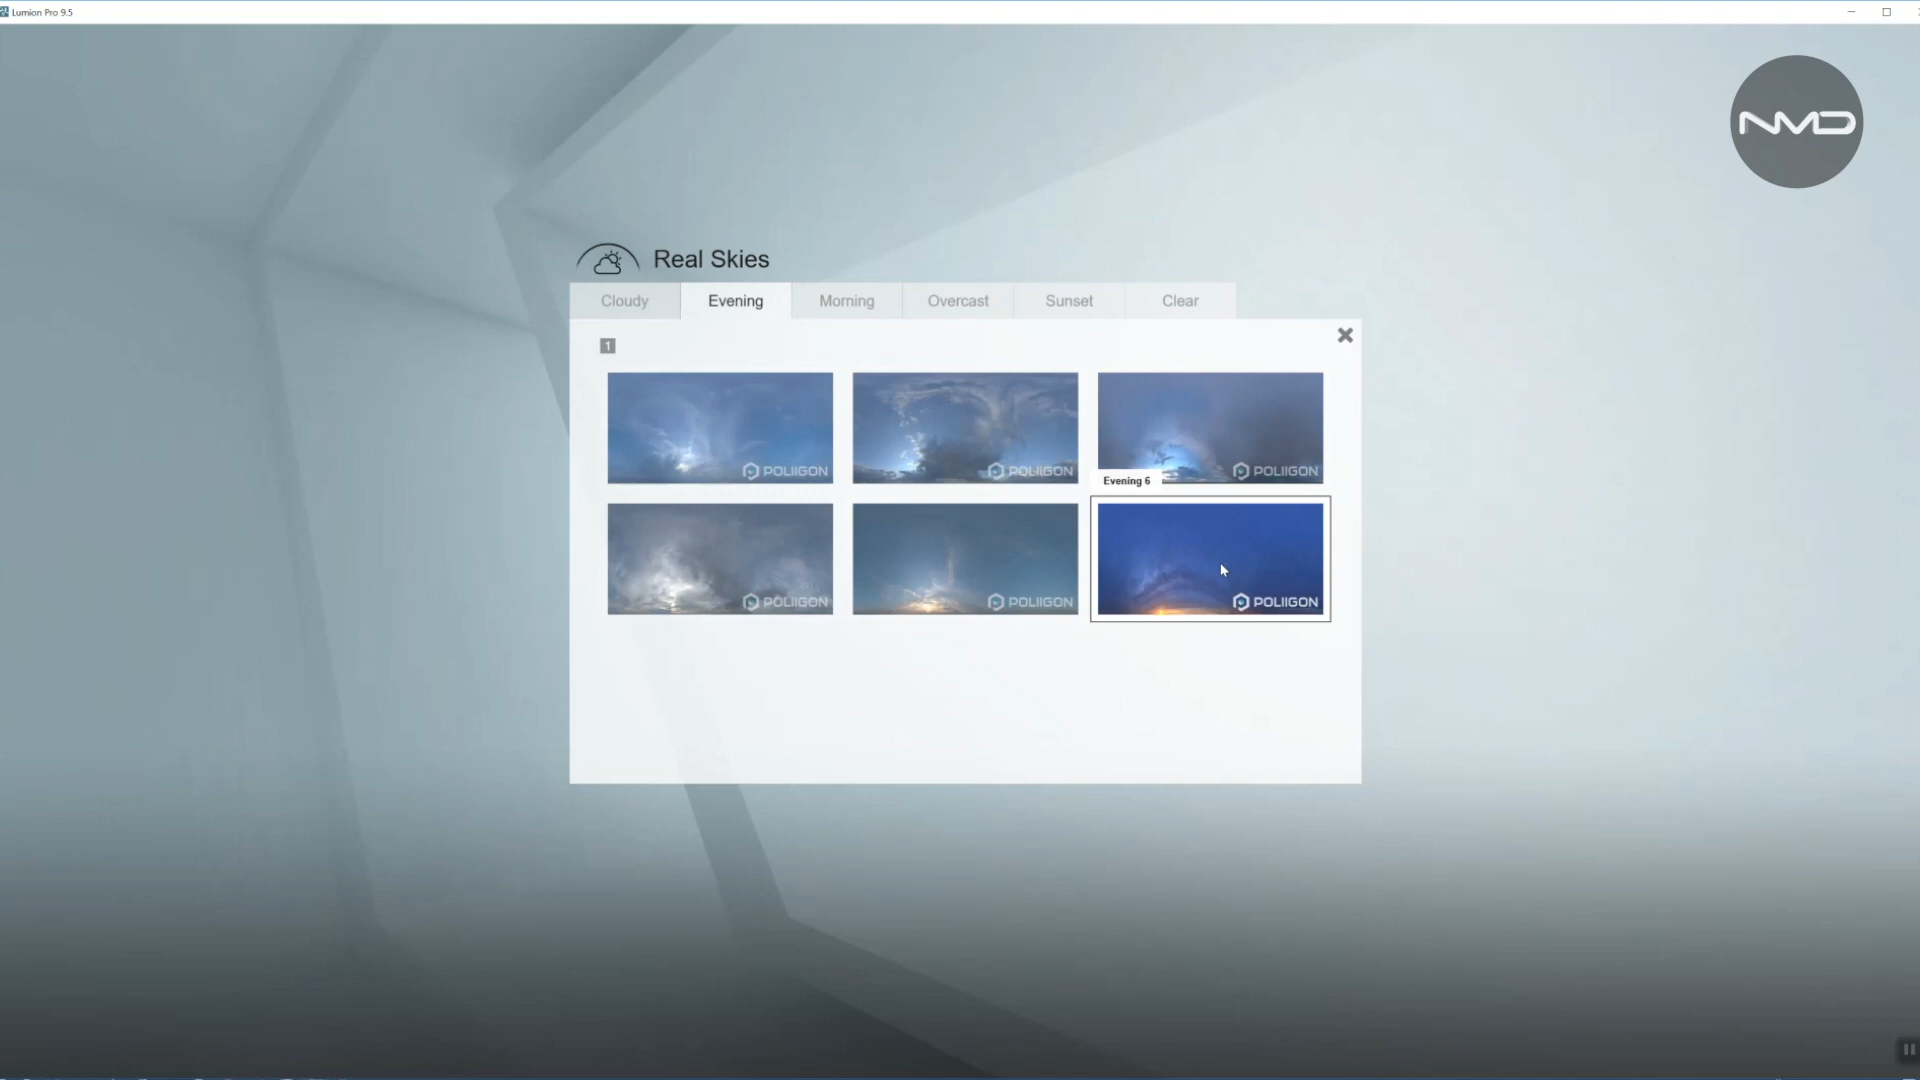 Lumion Pro 9.5
NMD
Real Skies
Cloudy Evening Morning Overcast Sunset Clear
1
POLIIGON POLIIGON POLIIGON
Evening 6
POLIIGON POLIIGON POLIIGON